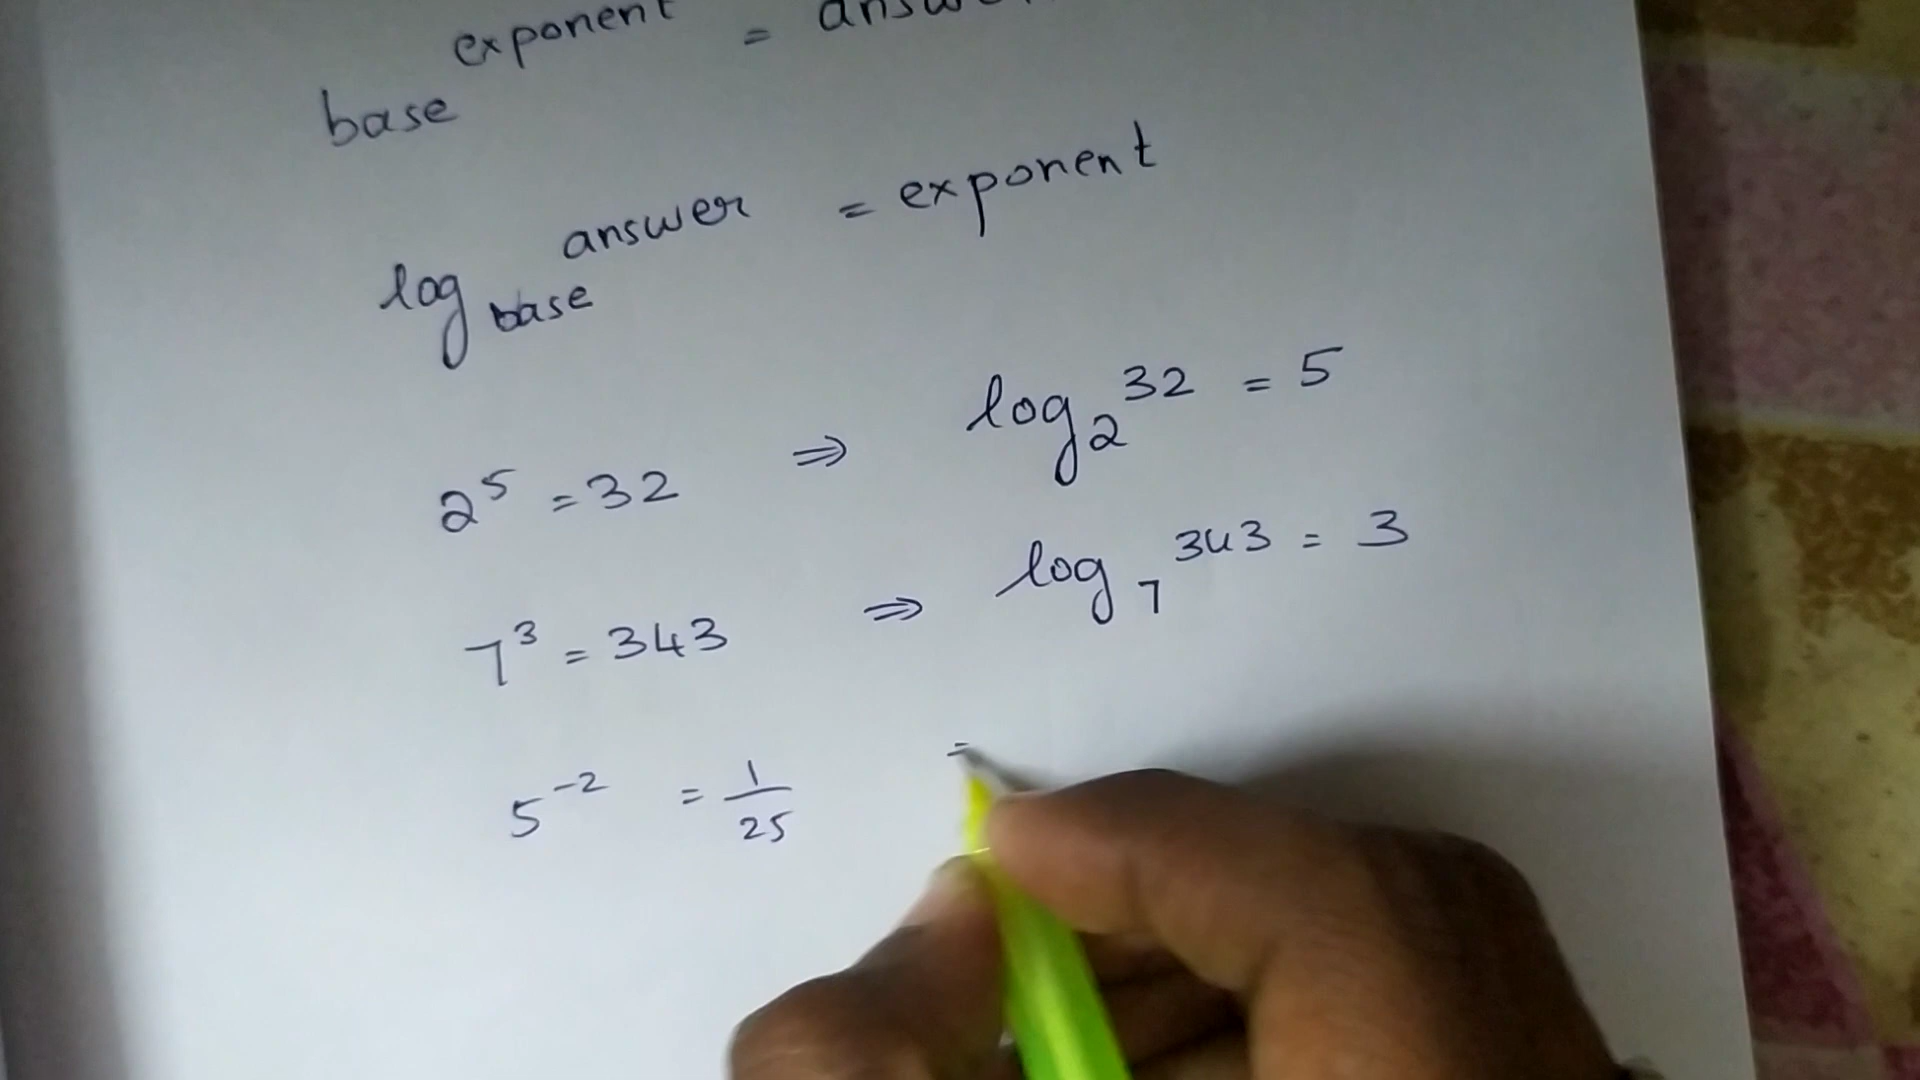 base^exponent = answer
log_base answer = exponent
2^5 = 32 ⇒ log_2 32 = 5
7^3 = 343 ⇒ log_7 343 = 3
5^-2 = 1/25 =